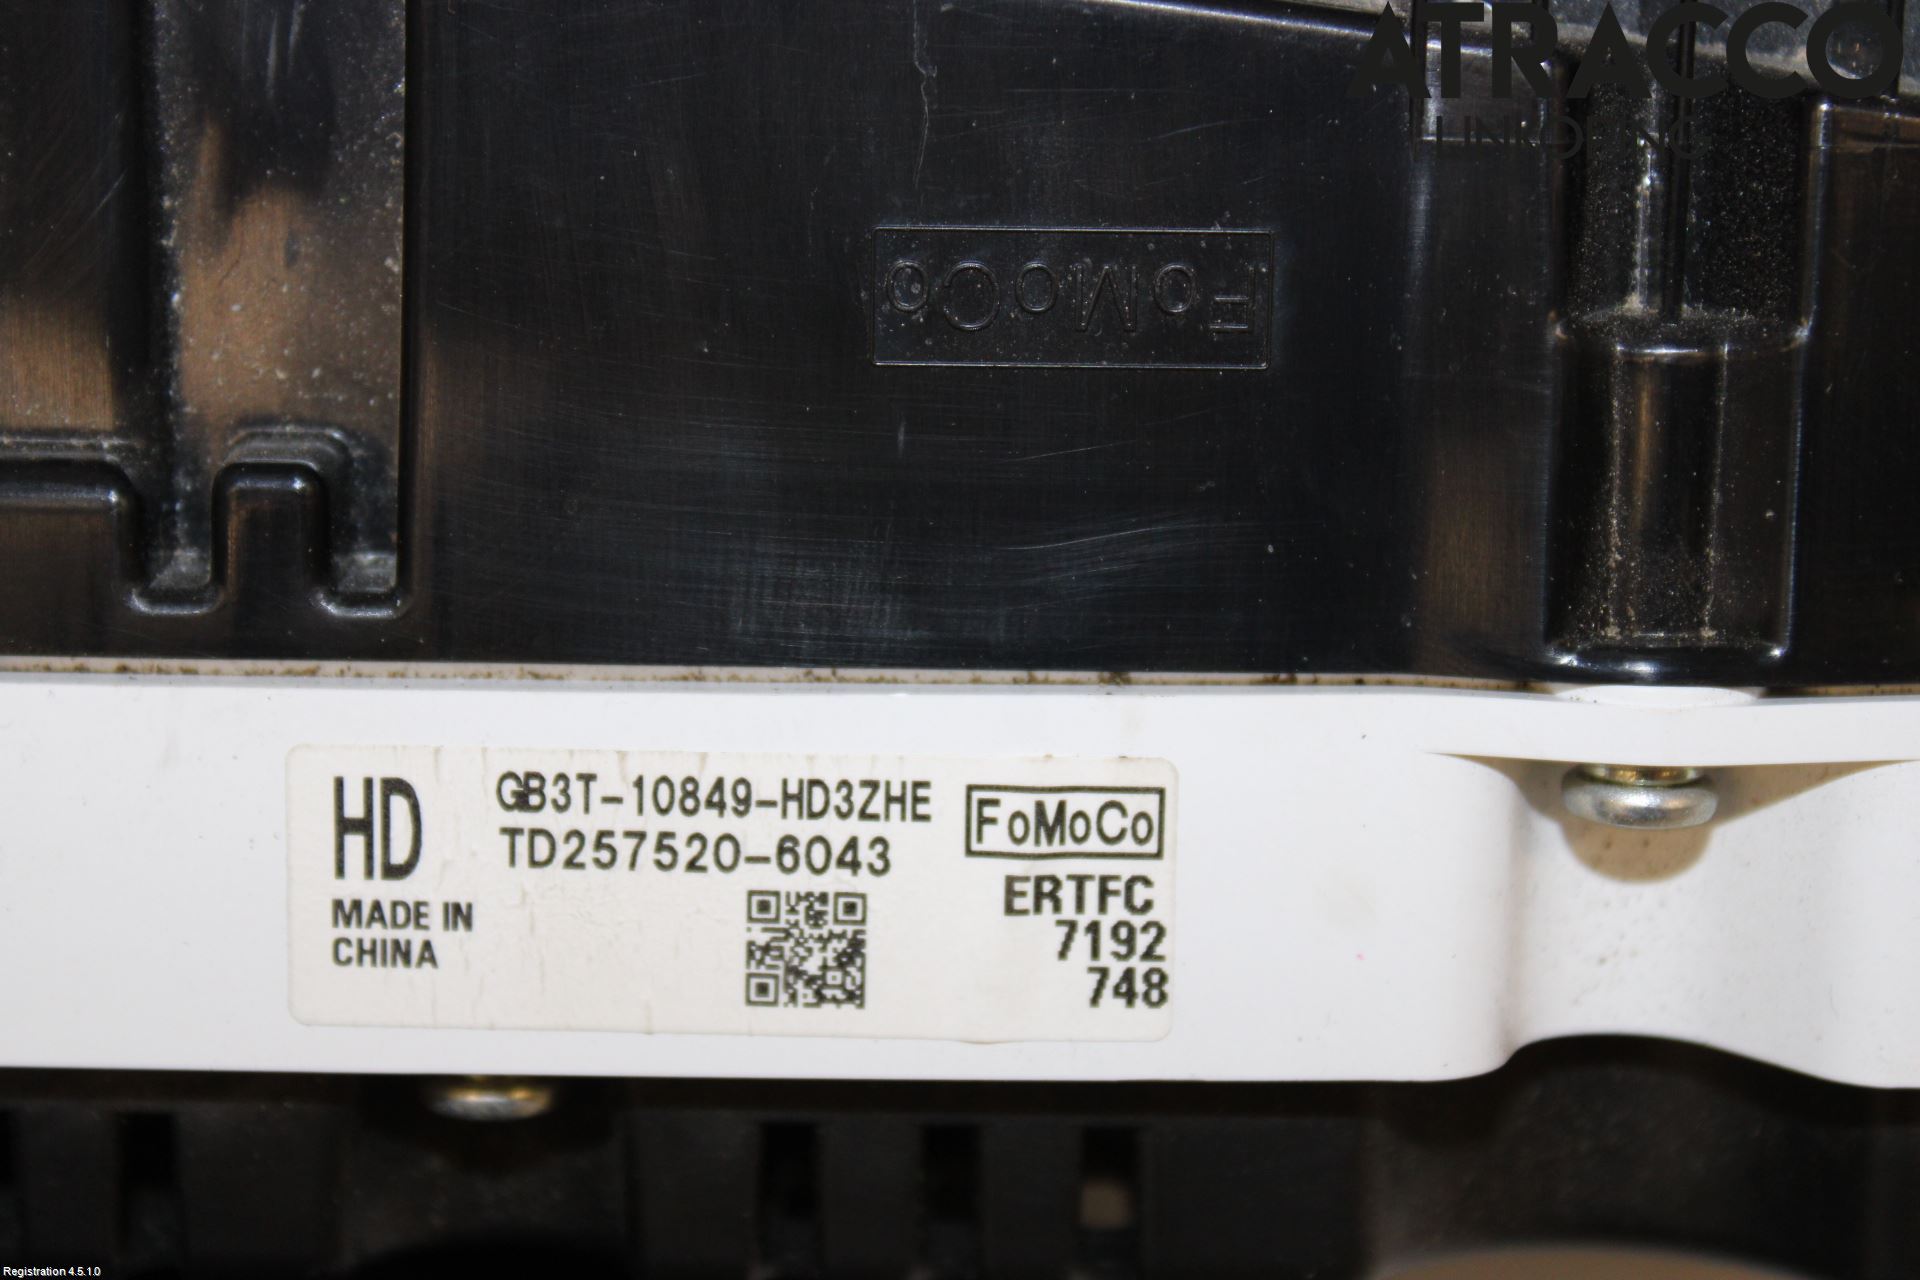 ATRACCO
LINKÖPING
FoMoCo
HD
GB3T-10849-HD3ZHE
TD257520-6043
MADE IN
CHINA
FoMoCo
ERTFC
7192
748
Registration 4.5.1.0